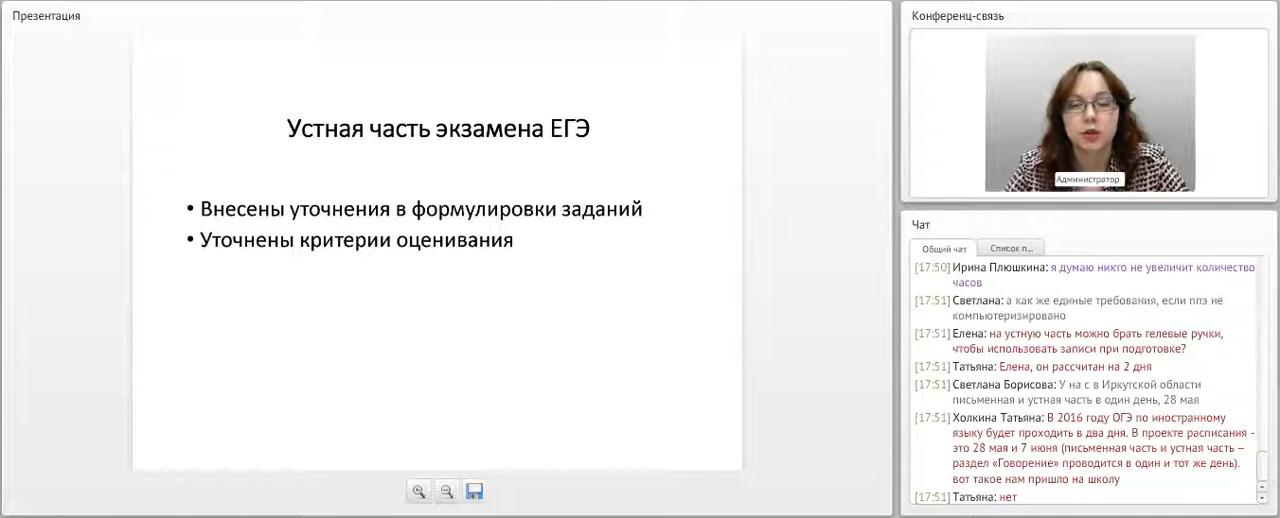 Презентация
Устная часть экзамена ЕГЭ
• Внесены уточнения в формулировки заданий
• Уточнены критерии оценивания
Конференц-связь
Администратор
Чат
Общий чат
Список п...
[17:50] Ирина Плюшкина: я думаю никто не увеличит количество
часов
[17:51] Светлана: а как же единые требования, если ппэ не
компьютеризировано
[17:51] Елена: на устную часть можно брать гелевые ручки,
чтобы использовать записи при подготовке?
[17:51] Татьяна: Елена, он рассчитан на 2 дня
[17:51] Светлана Борисова: У на с в Иркутской области
письменная и устная часть в один день, 28 мая
[17:51] Холкина Татьяна: В 2016 году ОГЭ по иностранному
языку будет проходить в два дня. В проекте расписания -
это 28 мая и 7 июня (письменная часть и устная часть –
раздел «Говорение» проводится в один и тот же день).
вот такое нам пришло на школу
[17:51] Татьяна: нет